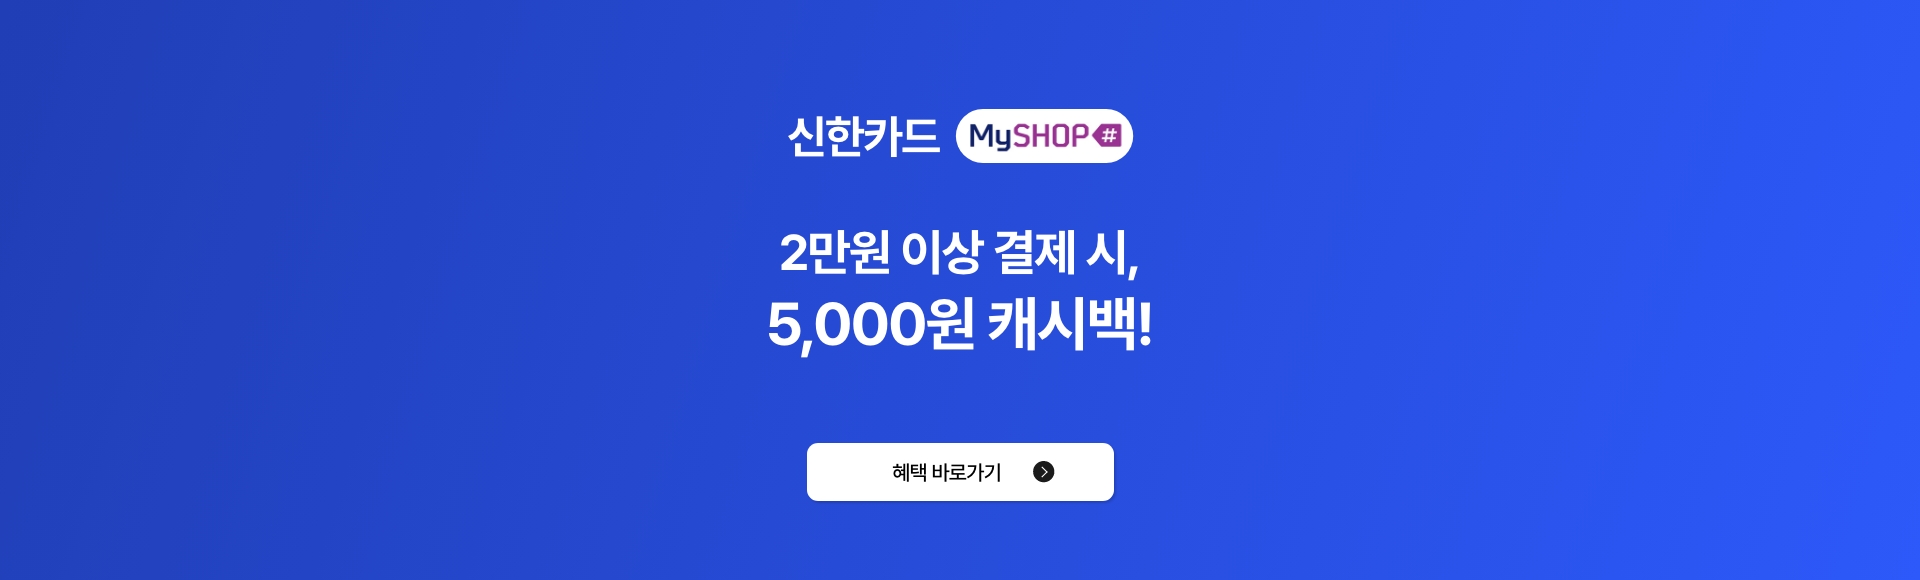 신한카드 MySHOP #
2만원 이상 결제 시,
5,000원 캐시백!
혜택 바로가기